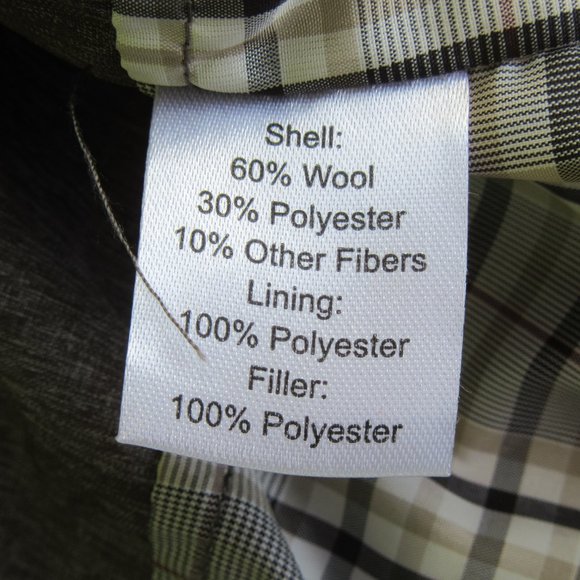 Shell:
60% Wool
30% Polyester
10% Other Fibers
Lining:
100% Polyester
Filler:
100% Polyester